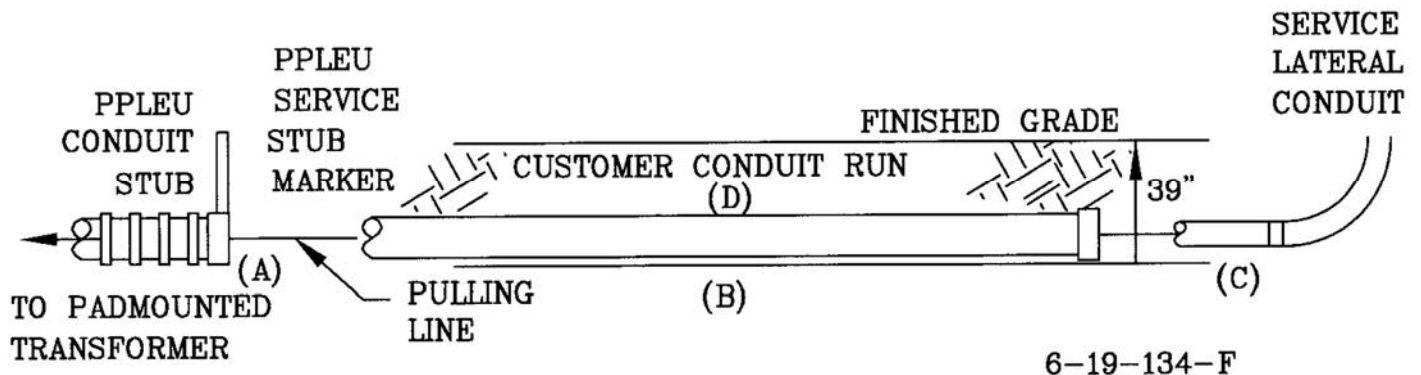 PPLEU
CONDUIT
STUB
PPLEU
SERVICE
STUB
MARKER
FINISHED GRADE
SERVICE
LATERAL
CONDUIT
CUSTOMER CONDUIT RUN
(D)
39"
(A)
TO PADMOUNTED
TRANSFORMER
PULLING
LINE
(B)
(C)
6-19-134-F